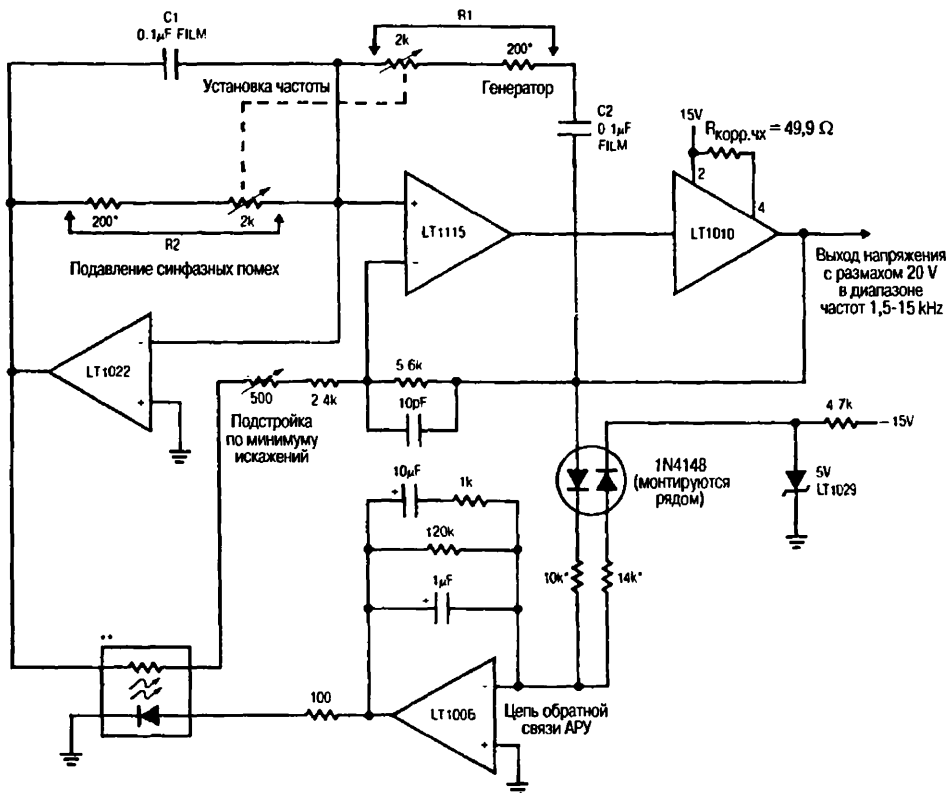 C1
0.1μF
FILM
R1
2k
200*
Установка частоты
Генератор
C2
0 1μF
FILM
15V
Rкорр.чх = 49,9 Ω
2
4
+
−
LT1115
LT1010
200*
2k
R2
Подавление синфазных помех
Выход напряжения
с размахом 20 V
в диапазоне
частот 1,5-15 kHz
LT1022
−
+
500
2 4k
5 6k
10pF
Подстройка
по минимуму
искажений
4 7k
−15V
1N4148
(монтируются
рядом)
5V
LT1029
10μF
+
1k
120k
1μF
+
10k*
14k*
**
100
LT1006
−
+
Цепь обратной
связи АРУ